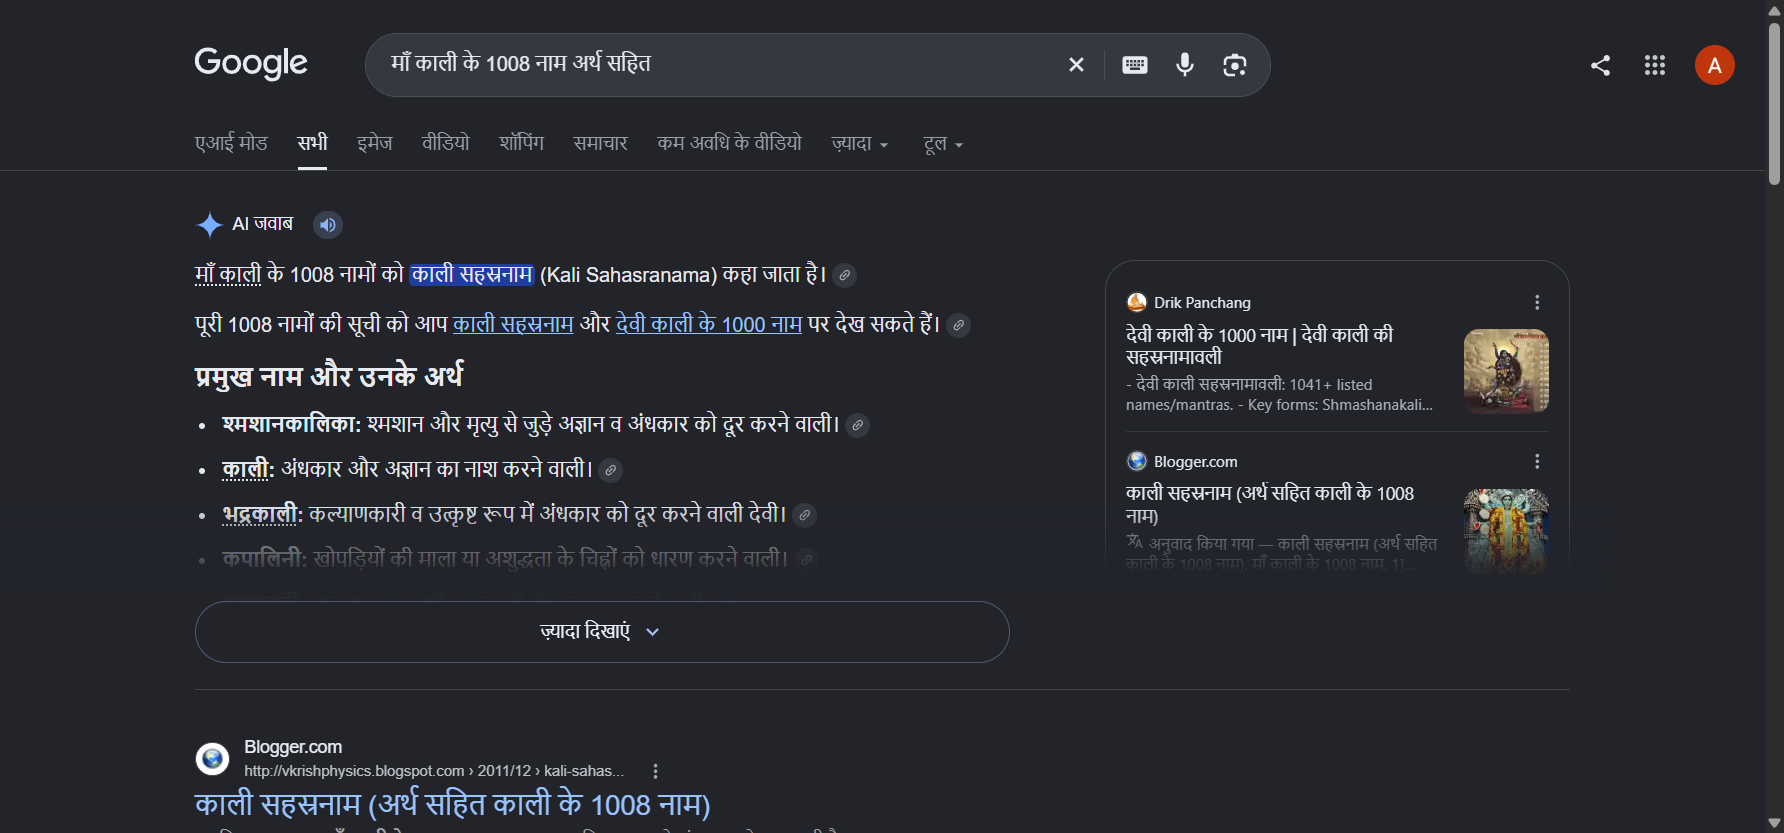 Google
माँ काली के 1008 नाम अर्थ सहित
A
एआई मोड सभी इमेज वीडियो शॉपिंग समाचार कम अवधि के वीडियो ज़्यादा टूल
AI जवाब
माँ काली के 1008 नामों को काली सहस्रनाम (Kali Sahasranama) कहा जाता है।
पूरी 1008 नामों की सूची को आप काली सहस्रनाम और देवी काली के 1000 नाम पर देख सकते हैं।
प्रमुख नाम और उनके अर्थ
• श्मशानकालिका: श्मशान और मृत्यु से जुड़े अज्ञान व अंधकार को दूर करने वाली।
• काली: अंधकार और अज्ञान का नाश करने वाली।
• भद्रकाली: कल्याणकारी व उत्कृष्ट रूप में अंधकार को दूर करने वाली देवी।
• कपालिनी: खोपड़ियों की माला या अशुद्धता के चिह्नों को धारण करने वाली।
ज़्यादा दिखाएं
Drik Panchang
देवी काली के 1000 नाम | देवी काली की
सहस्रनामावली
- देवी काली सहस्रनामावली: 1041+ listed
names/mantras. - Key forms: Shmashanakali...
Blogger.com
काली सहस्रनाम (अर्थ सहित काली के 1008
नाम)
अनुवाद किया गया — काली सहस्रनाम (अर्थ सहित
काली के 1008 नाम). माँ काली के 1008 नाम. 1]...
Blogger.com
http://vkrishphysics.blogspot.com › 2011/12 › kali-sahas...
काली सहस्रनाम (अर्थ सहित काली के 1008 नाम)